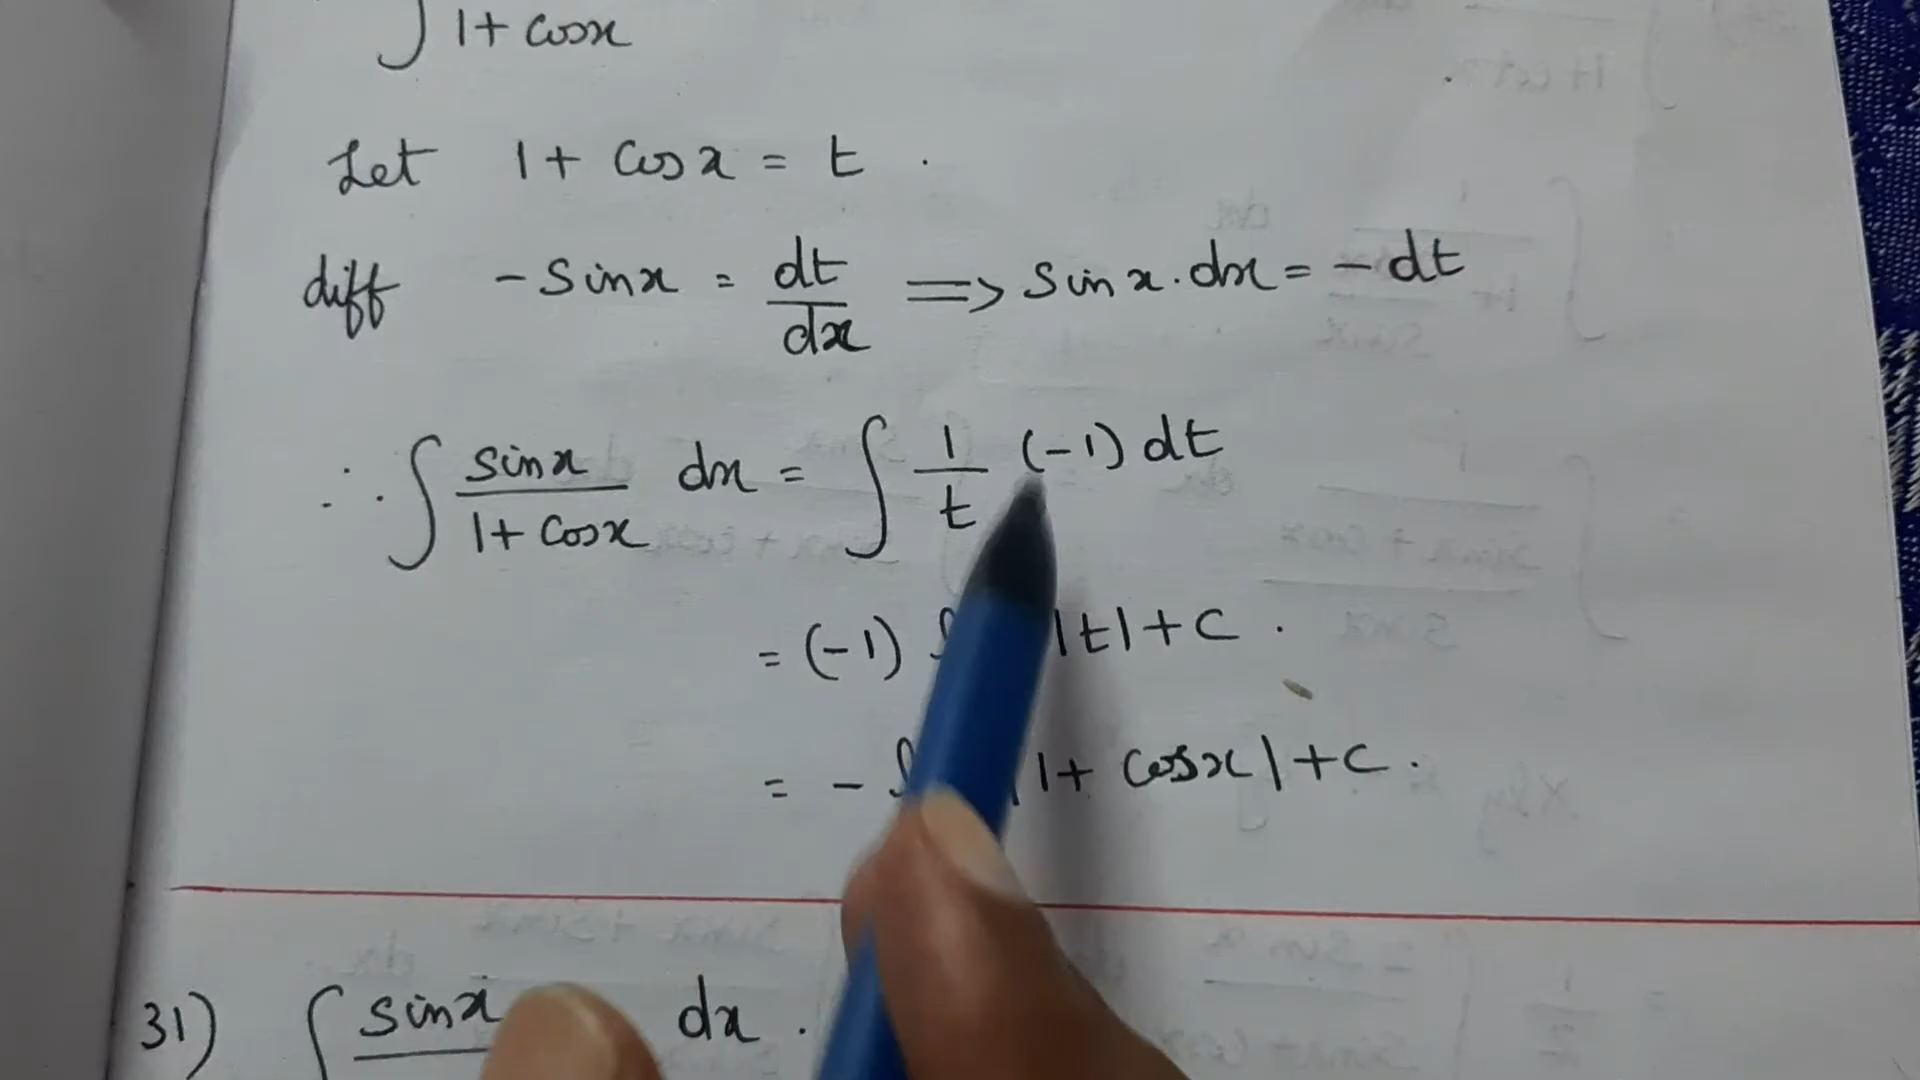 ∫ 1 + cosx
Let 1 + cosx = t .
diff - sinx = dt/dx ⟹ sinx . dx = - dt
∴ ∫ sinx/(1 + cosx) dx = ∫ 1/t (-1) dt
= (-1) |t| + c .
= - |1 + cosx| + c .
31) ∫ sinx dx .